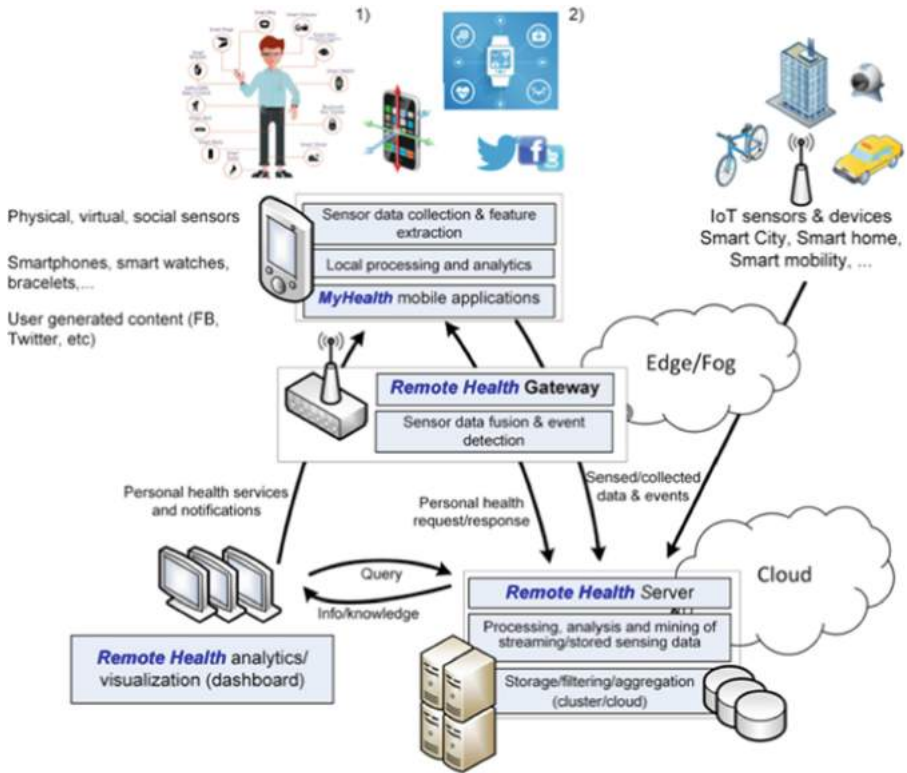 1)
2)
Physical, virtual, social sensors
Smartphones, smart watches,
bracelets,...
User generated content (FB,
Twitter, etc)
Sensor data collection & feature
extraction
Local processing and analytics
MyHealth mobile applications
IoT sensors & devices
Smart City, Smart home,
Smart mobility, ...
Edge/Fog
Remote Health Gateway
Sensor data fusion & event
detection
Personal health services
and notifications
Personal health
request/response
Sensed/collected
data & events
Query
Info/knowledge
Cloud
Remote Health Server
Processing, analysis and mining of
streaming/stored sensing data
Storage/filtering/aggregation
(cluster/cloud)
Remote Health analytics/
visualization (dashboard)